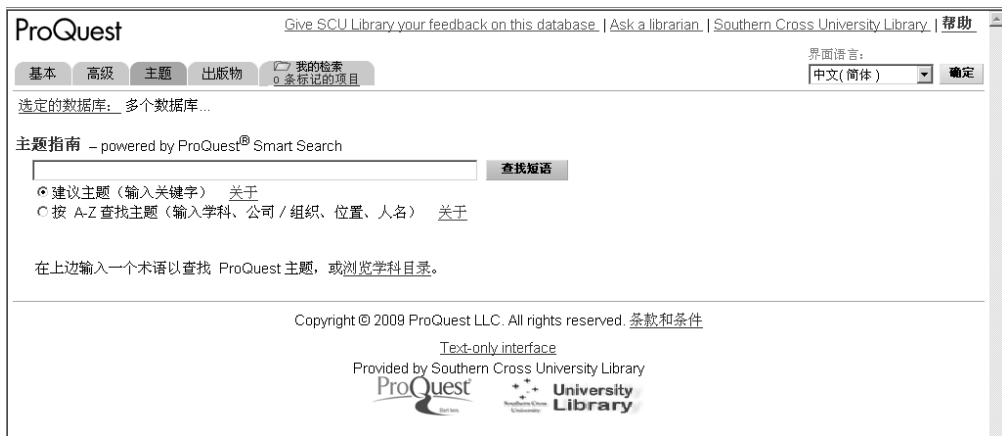 ProQuest
Give SCU Library your feedback on this database | Ask a librarian | Southern Cross University Library | 帮助
界面语言：
基本 高级 主题 出版物 我的检索
0 条标记的项目
中文(简体) 确定
选定的数据库： 多个数据库...
主题指南 – powered by ProQuest® Smart Search
查找短语
建议主题（输入关键字） 关于
按 A-Z 查找主题（输入学科、公司/组织、位置、人名） 关于
在上边输入一个术语以查找 ProQuest 主题，或浏览学科目录。
Copyright © 2009 ProQuest LLC. All rights reserved. 条款和条件
Text-only interface
Provided by Southern Cross University Library
ProQuest
Southern Cross University
University Library